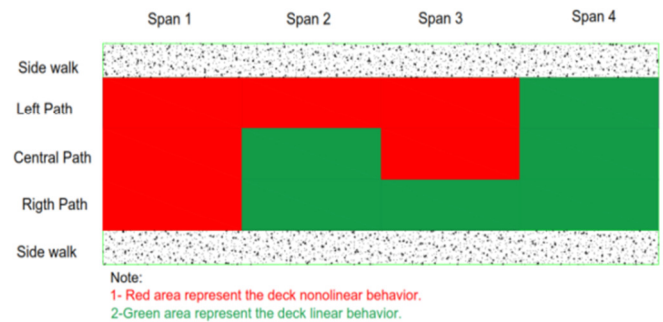 Span 1 Span 2 Span 3 Span 4
Side walk
Left Path
Central Path
Rigth Path
Side walk
Note:
1- Red area represent the deck nonolinear behavior.
2-Green area represent the deck linear behavior.